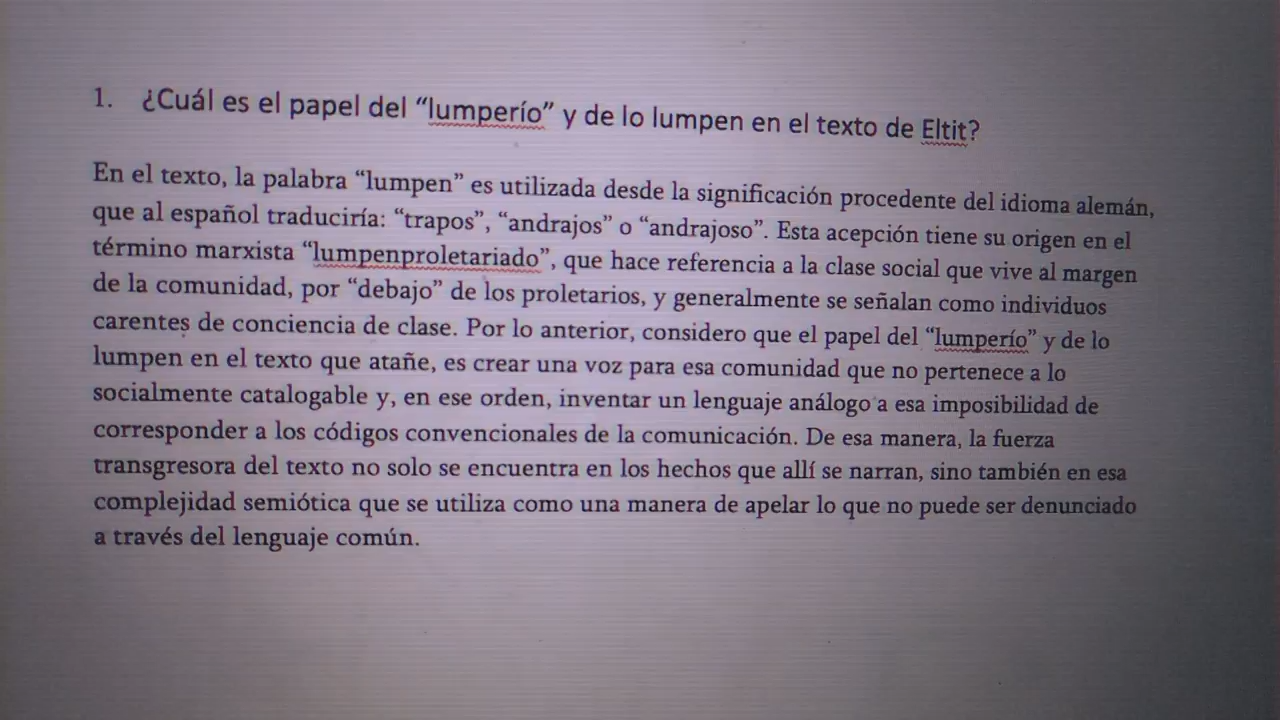 1. ¿Cuál es el papel del “lumperío” y de lo lumpen en el texto de Eltit?
En el texto, la palabra “lumpen” es utilizada desde la significación procedente del idioma alemán,
que al español traduciría: “trapos”, “andrajos” o “andrajoso”. Esta acepción tiene su origen en el
término marxista “lumpenproletariado”, que hace referencia a la clase social que vive al margen
de la comunidad, por “debajo” de los proletarios, y generalmente se señalan como individuos
carentes de conciencia de clase. Por lo anterior, considero que el papel del “lumperío” y de lo
lumpen en el texto que atañe, es crear una voz para esa comunidad que no pertenece a lo
socialmente catalogable y, en ese orden, inventar un lenguaje análogo a esa imposibilidad de
corresponder a los códigos convencionales de la comunicación. De esa manera, la fuerza
transgresora del texto no solo se encuentra en los hechos que allí se narran, sino también en esa
complejidad semiótica que se utiliza como una manera de apelar lo que no puede ser denunciado
a través del lenguaje común.